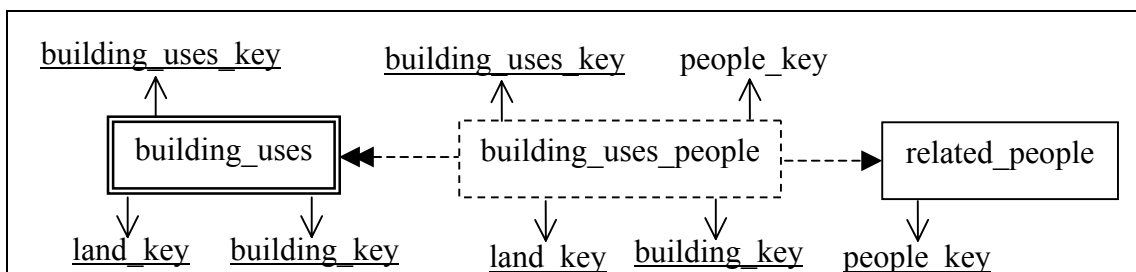 building_uses_key building_uses_key people_key
building_uses building_uses_people related_people
land_key building_key land_key building_key people_key